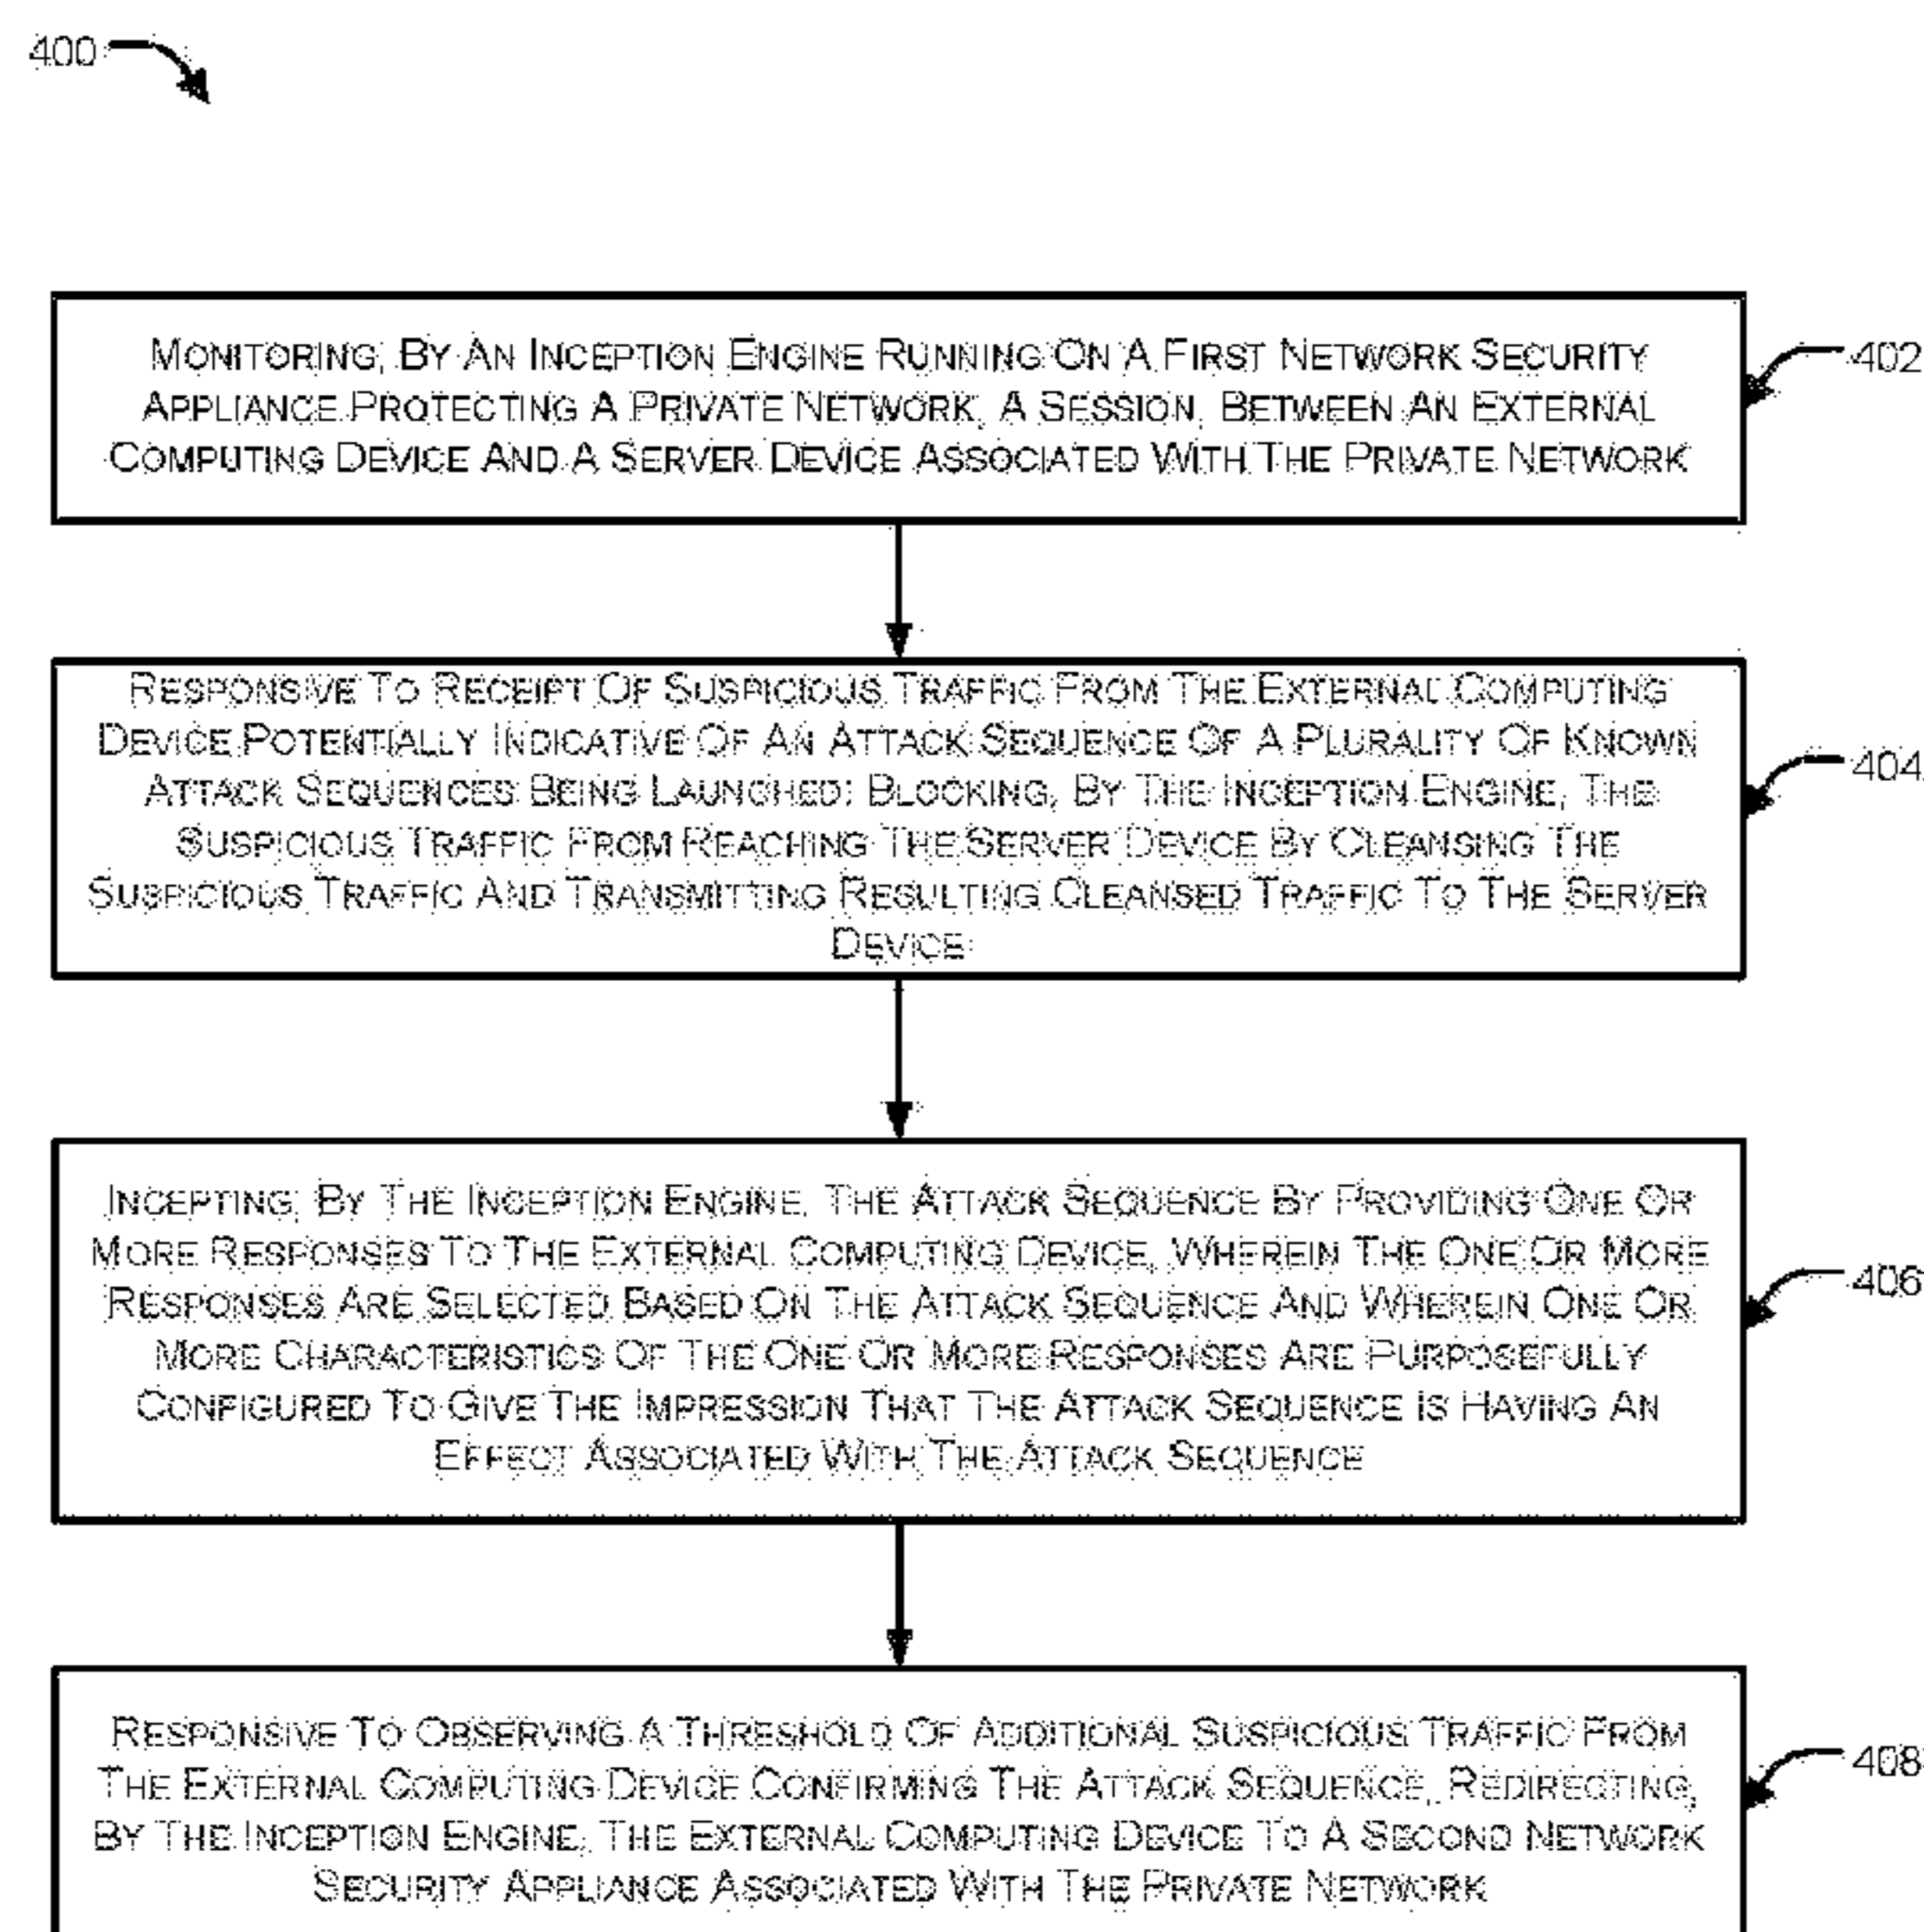 400
MONITORING, BY AN INCEPTION ENGINE RUNNING ON A FIRST NETWORK SECURITY
APPLIANCE PROTECTING A PRIVATE NETWORK, A SESSION, BETWEEN AN EXTERNAL
COMPUTING DEVICE AND A SERVER DEVICE ASSOCIATED WITH THE PRIVATE NETWORK
402
RESPONSIVE TO RECEIPT OF SUSPICIOUS TRAFFIC FROM THE EXTERNAL COMPUTING
DEVICE POTENTIALLY INDICATIVE OF AN ATTACK SEQUENCE OF A PLURALITY OF KNOWN
ATTACK SEQUENCES BEING LAUNCHED: BLOCKING, BY THE INCEPTION ENGINE, THE
SUSPICIOUS TRAFFIC FROM REACHING THE SERVER DEVICE BY CLEANSING THE
SUSPICIOUS TRAFFIC AND TRANSMITTING RESULTING CLEANSED TRAFFIC TO THE SERVER
DEVICE
404
INCEPTING, BY THE INCEPTION ENGINE, THE ATTACK SEQUENCE BY PROVIDING ONE OR
MORE RESPONSES TO THE EXTERNAL COMPUTING DEVICE, WHEREIN THE ONE OR MORE
RESPONSES ARE SELECTED BASED ON THE ATTACK SEQUENCE AND WHEREIN ONE OR
MORE CHARACTERISTICS OF THE ONE OR MORE RESPONSES ARE PURPOSEFULLY
CONFIGURED TO GIVE THE IMPRESSION THAT THE ATTACK SEQUENCE IS HAVING AN
EFFECT ASSOCIATED WITH THE ATTACK SEQUENCE
406
RESPONSIVE TO OBSERVING A THRESHOLD OF ADDITIONAL SUSPICIOUS TRAFFIC FROM
THE EXTERNAL COMPUTING DEVICE CONFIRMING THE ATTACK SEQUENCE, REDIRECTING,
BY THE INCEPTION ENGINE, THE EXTERNAL COMPUTING DEVICE TO A SECOND NETWORK
SECURITY APPLIANCE ASSOCIATED WITH THE PRIVATE NETWORK
408